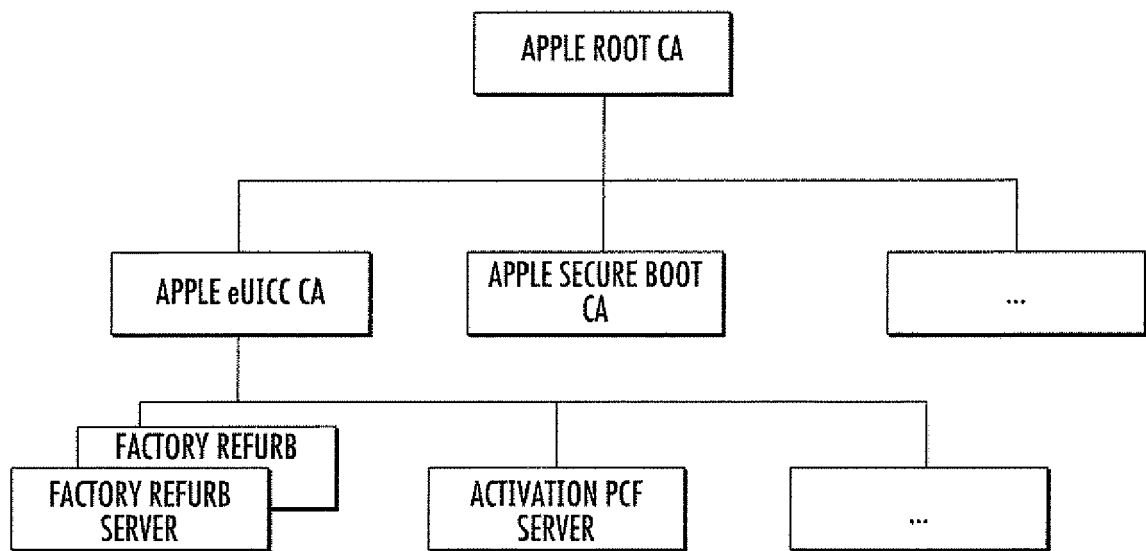 APPLE ROOT CA
APPLE eUICC CA
APPLE SECURE BOOT
CA
...
FACTORY REFURB
FACTORY REFURB
SERVER
ACTIVATION PCF
SERVER
...